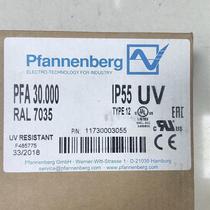 Pfannenberg
ELECTRO-TECHNOLOGY FOR INDUSTRY
PFA 30.000 IP55 UV
RAL 7035 TYPE 12
UV RESISTANT P/N: 11730003055
F485775
33/2018
Pfannenberg GmbH - Werner-Witt-Strasse 1 - D-21035 Hamburg
service@pfannenberg.com - http://www.pfannenberg.com